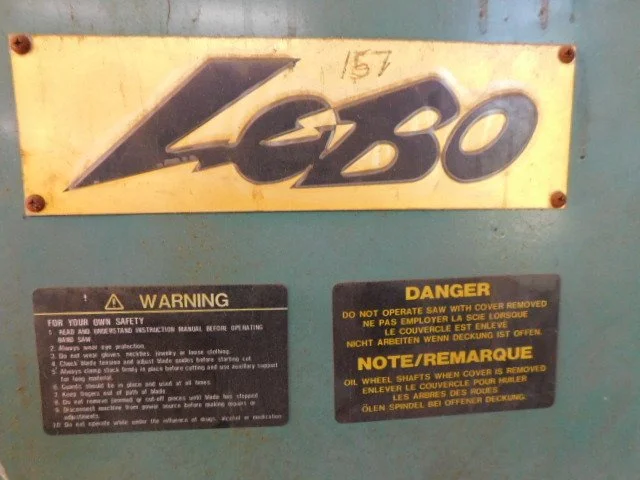 157
LOBO
WARNING
FOR YOUR OWN SAFETY
1. READ AND UNDERSTAND INSTRUCTION MANUAL BEFORE OPERATING
BAND SAW.
2. Always wear eye protection.
3. Do not wear gloves, neckties, jewelry or loose clothing.
4. Check blade tension and adjust blade guides before starting cut.
5. Always clamp stock firmly in place before cutting and use auxiliary support
for long material.
6. Guards should be in place and used at all times.
7. Keep fingers out of path of blade.
8. Do not remove jammed or cut-off pieces until blade has stopped
9. Disconnect machine from power source before making repairs or
adjustments.
10. Do not operate while under the influence of drugs, alcohol or medication
DANGER
DO NOT OPERATE SAW WITH COVER REMOVED
NE PAS EMPLOYER LA SCIE LORSQUE
LE COUVERCLE EST ENLEVE
NICHT ARBEITEN WENN DECKUNG IST OFFEN.
NOTE/REMARQUE
OIL WHEEL SHAFTS WHEN COVER IS REMOVED
ENLEVER LE COUVERCLE POUR HUILER
LES ARBRES DES ROUES
ÖLEN SPINDEL BEI OFFENER DECKUNG.